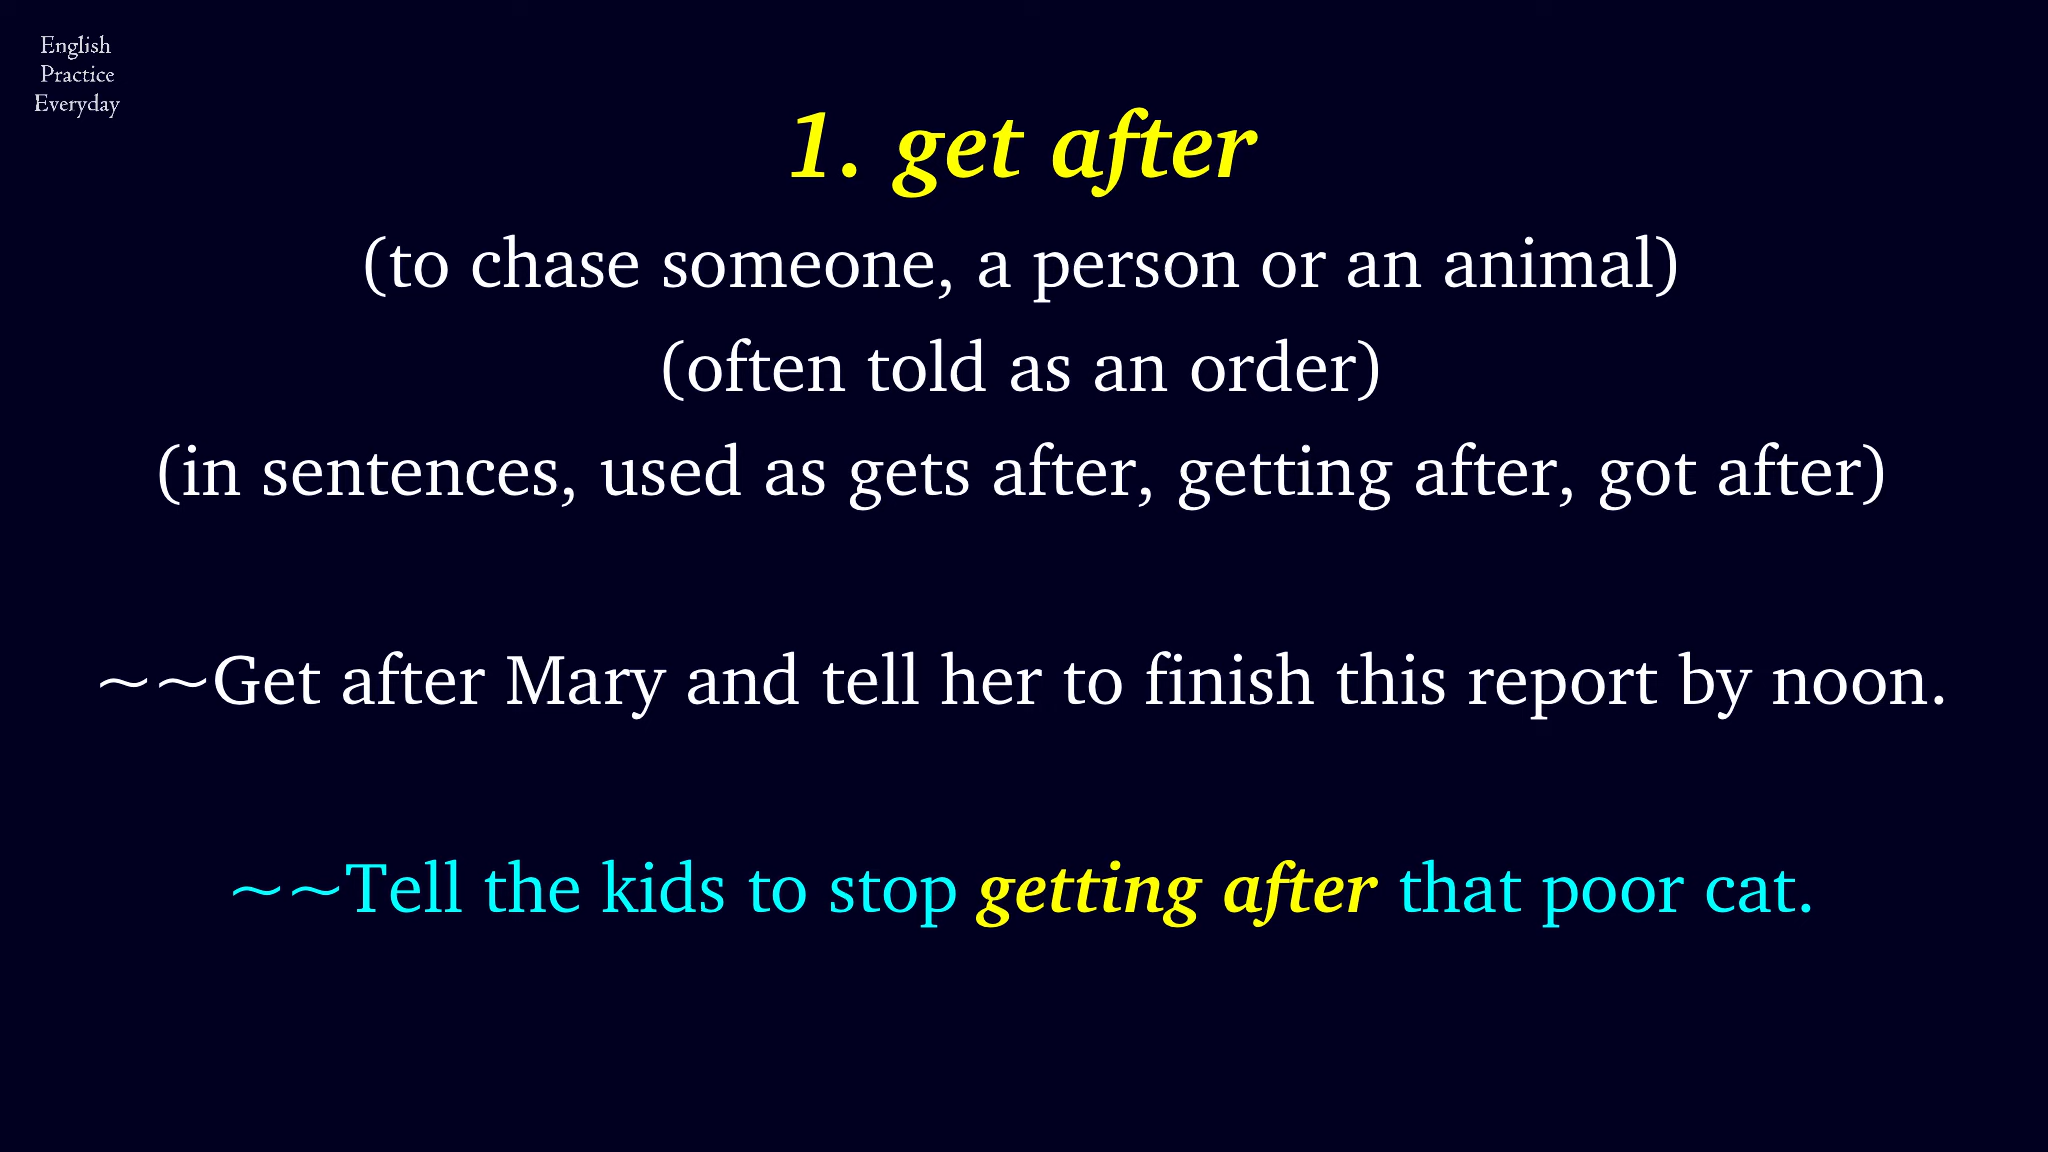 English
Practice
Everyday
1. get after
(to chase someone, a person or an animal)
(often told as an order)
(in sentences, used as gets after, getting after, got after)
~~Get after Mary and tell her to finish this report by noon.
~~Tell the kids to stop getting after that poor cat.